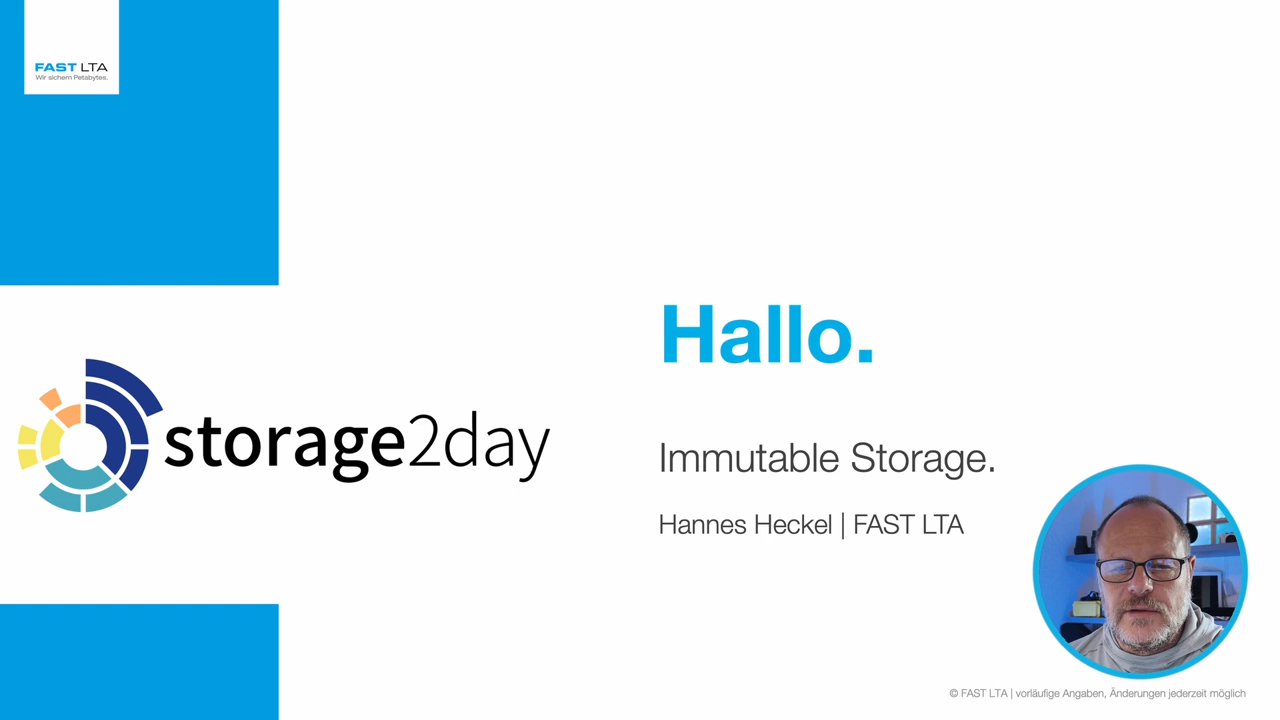 FAST LTA
Wir sichern Petabytes.
storage2day
Hallo.
Immutable Storage.
Hannes Heckel | FAST LTA
© FAST LTA | vorläufige Angaben, Änderungen jederzeit möglich